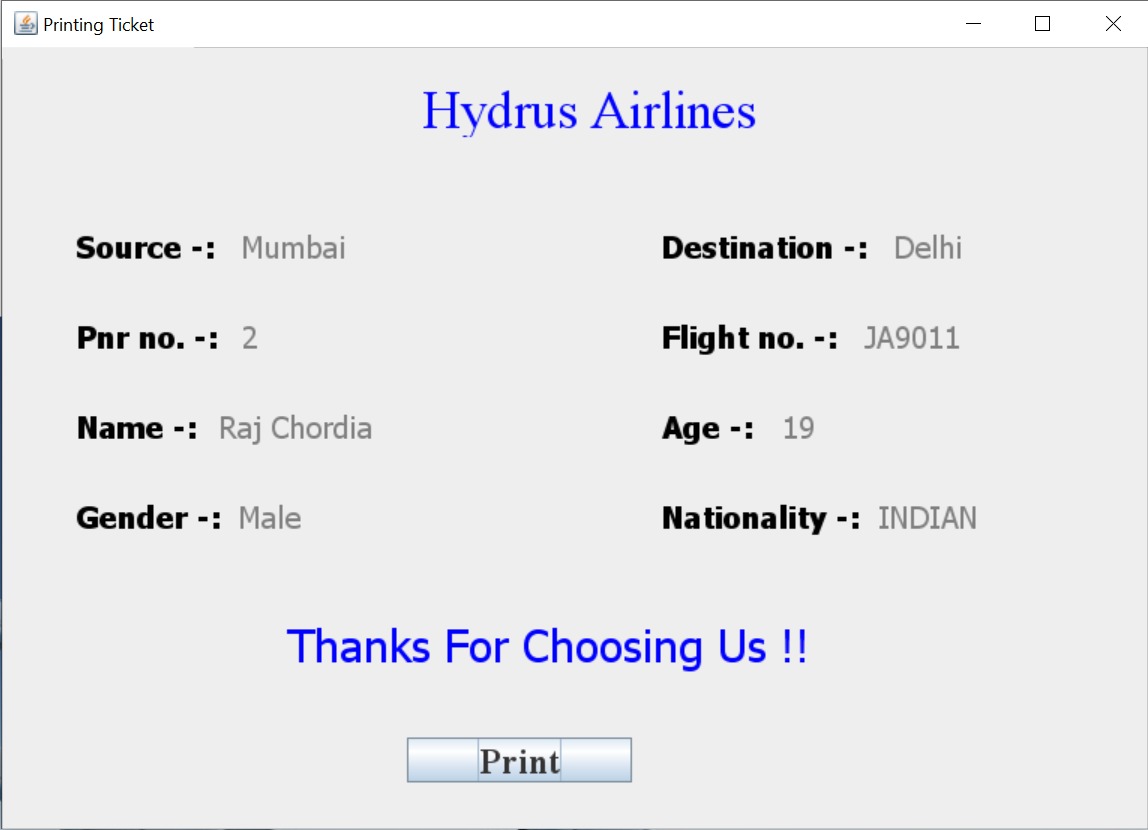 Printing Ticket
Hydrus Airlines
Source -: Mumbai Destination -: Delhi
Pnr no. -: 2 Flight no. -: JA9011
Name -: Raj Chordia Age -: 19
Gender -: Male Nationality -: INDIAN
Thanks For Choosing Us !!
Print